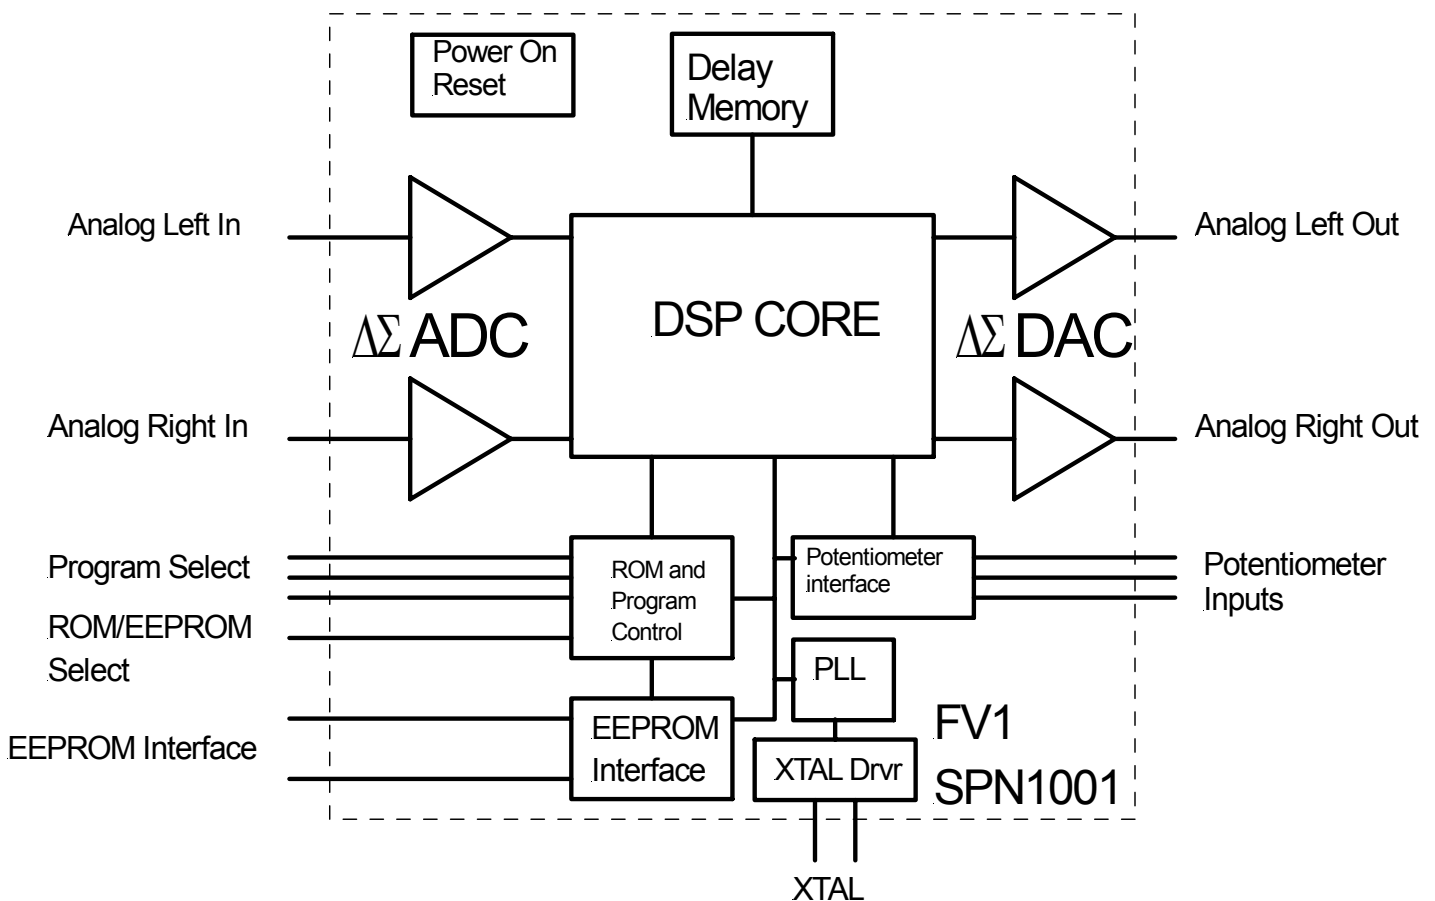 Power On
Reset
Delay
Memory
Analog Left In
Analog Left Out
DSP CORE
ΔΣ ADC
ΔΣ DAC
Analog Right In
Analog Right Out
Program Select
ROM/EEPROM
Select
ROM and
Program
Control
Potentiometer
interface
Potentiometer
Inputs
PLL
EEPROM Interface
EEPROM
Interface
XTAL Drvr
FV1
SPN1001
XTAL